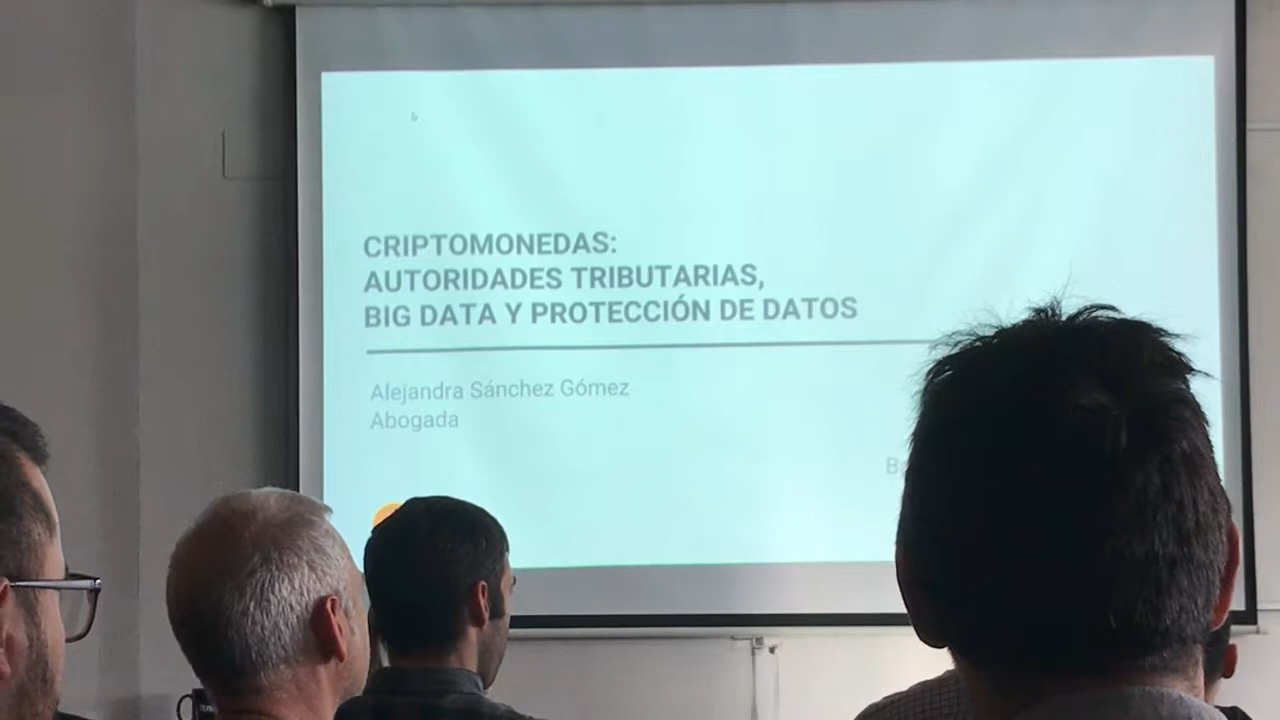 CRIPTOMONEDAS:
AUTORIDADES TRIBUTARIAS,
BIG DATA Y PROTECCIÓN DE DATOS
Alejandra Sánchez Gómez
Abogada